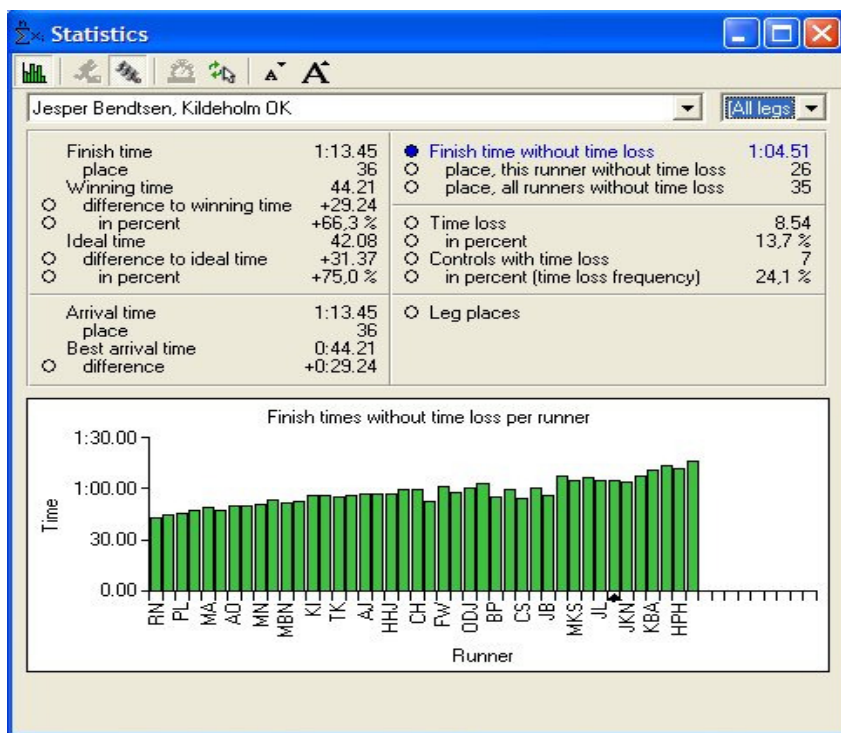 Statistics
A A
Jesper Bendtsen, Kildeholm OK
[All legs
Finish time 1:13.45
place 36
Winning time 44.21
difference to winning time +29.24
in percent +66,3 %
Ideal time 42.08
difference to ideal time +31.37
in percent +75,0 %
Arrival time 1:13.45
place 36
Best arrival time 0:44.21
difference +0:29.24
Finish time without time loss 1:04.51
place, this runner without time loss 26
place, all runners without time loss 35
Time loss 8.54
in percent 13,7 %
Controls with time loss 7
in percent (time loss frequency) 24,1 %
Leg places
Finish times without time loss per runner
Time
1:30.00
1:00.00
30.00
0.00
RN PL MA AO MN MBN KI TK AJ HHJ CH FW ODJ BP CS JB MKS JL JKN KBA HPH
Runner